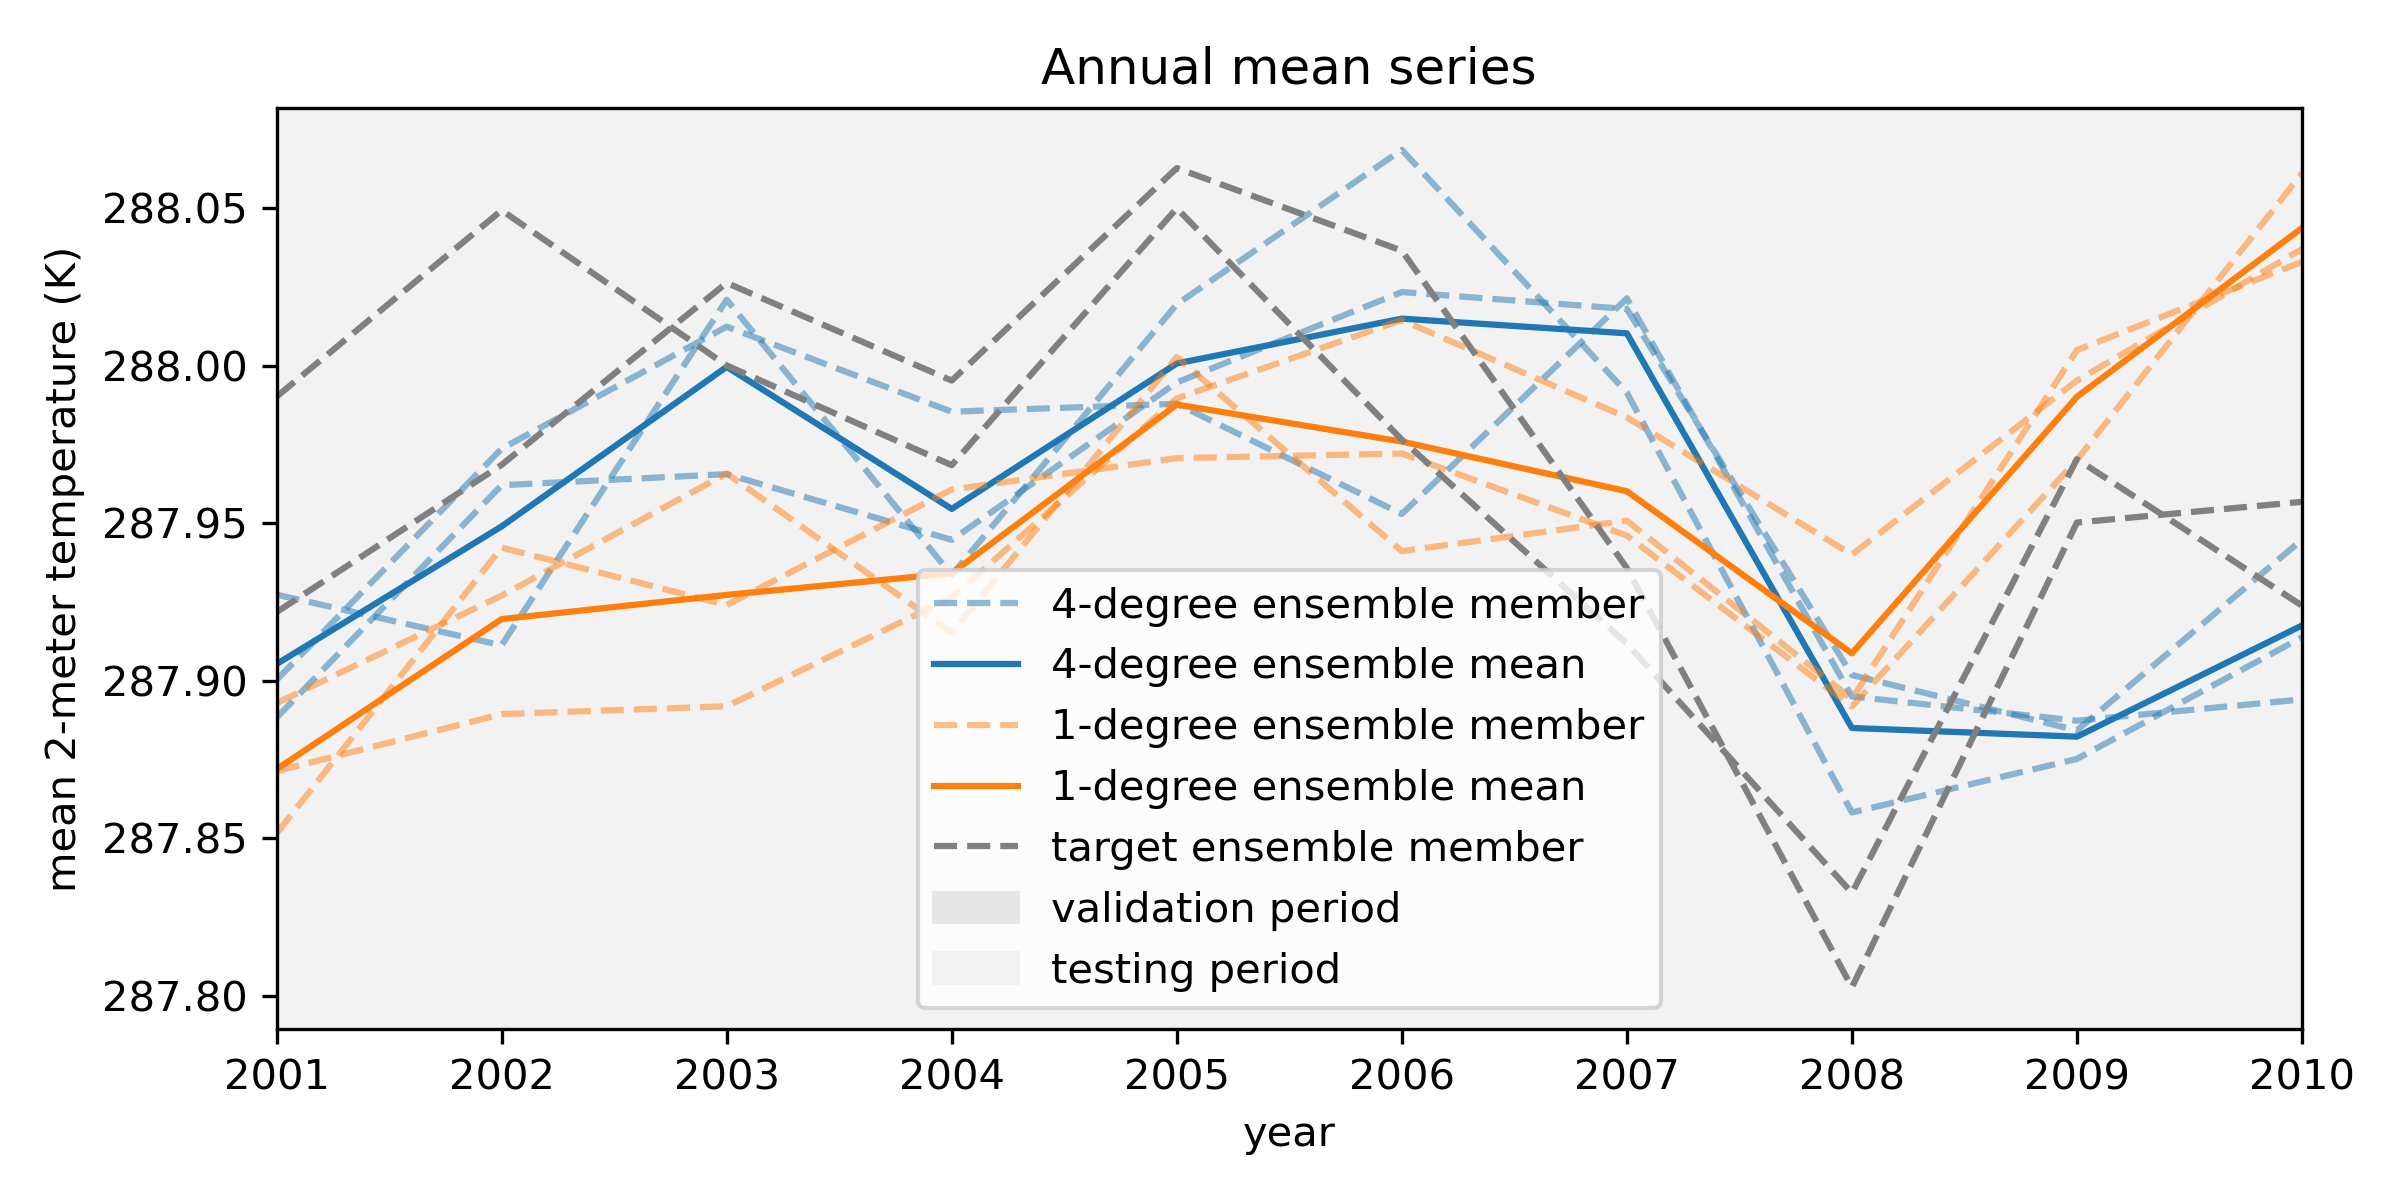 Annual mean series
mean 2-meter temperature (K)
288.05
288.00
287.95
287.90
287.85
287.80
4-degree ensemble member
4-degree ensemble mean
1-degree ensemble member
1-degree ensemble mean
target ensemble member
validation period
testing period
2001 2002 2003 2004 2005 2006 2007 2008 2009 2010
year